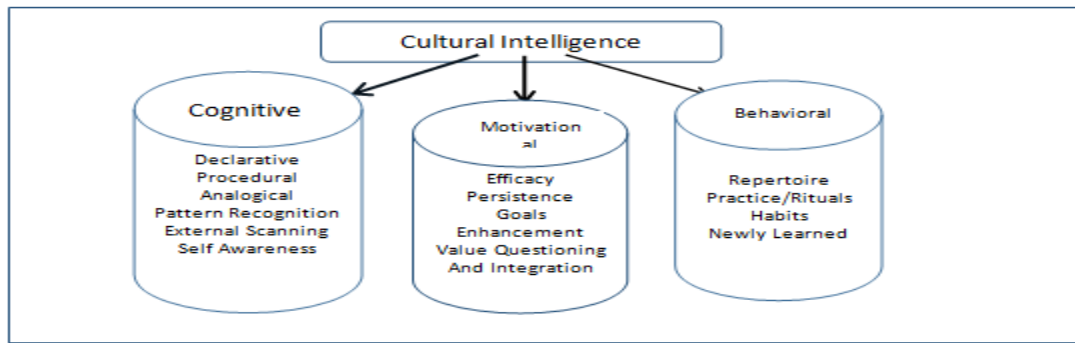 Cultural Intelligence
Cognitive
Declarative
Procedural
Analogical
Pattern Recognition
External Scanning
Self Awareness
Motivation
al
Efficacy
Persistence
Goals
Enhancement
Value Questioning
And Integration
Behavioral
Repertoire
Practice/Rituals
Habits
Newly Learned